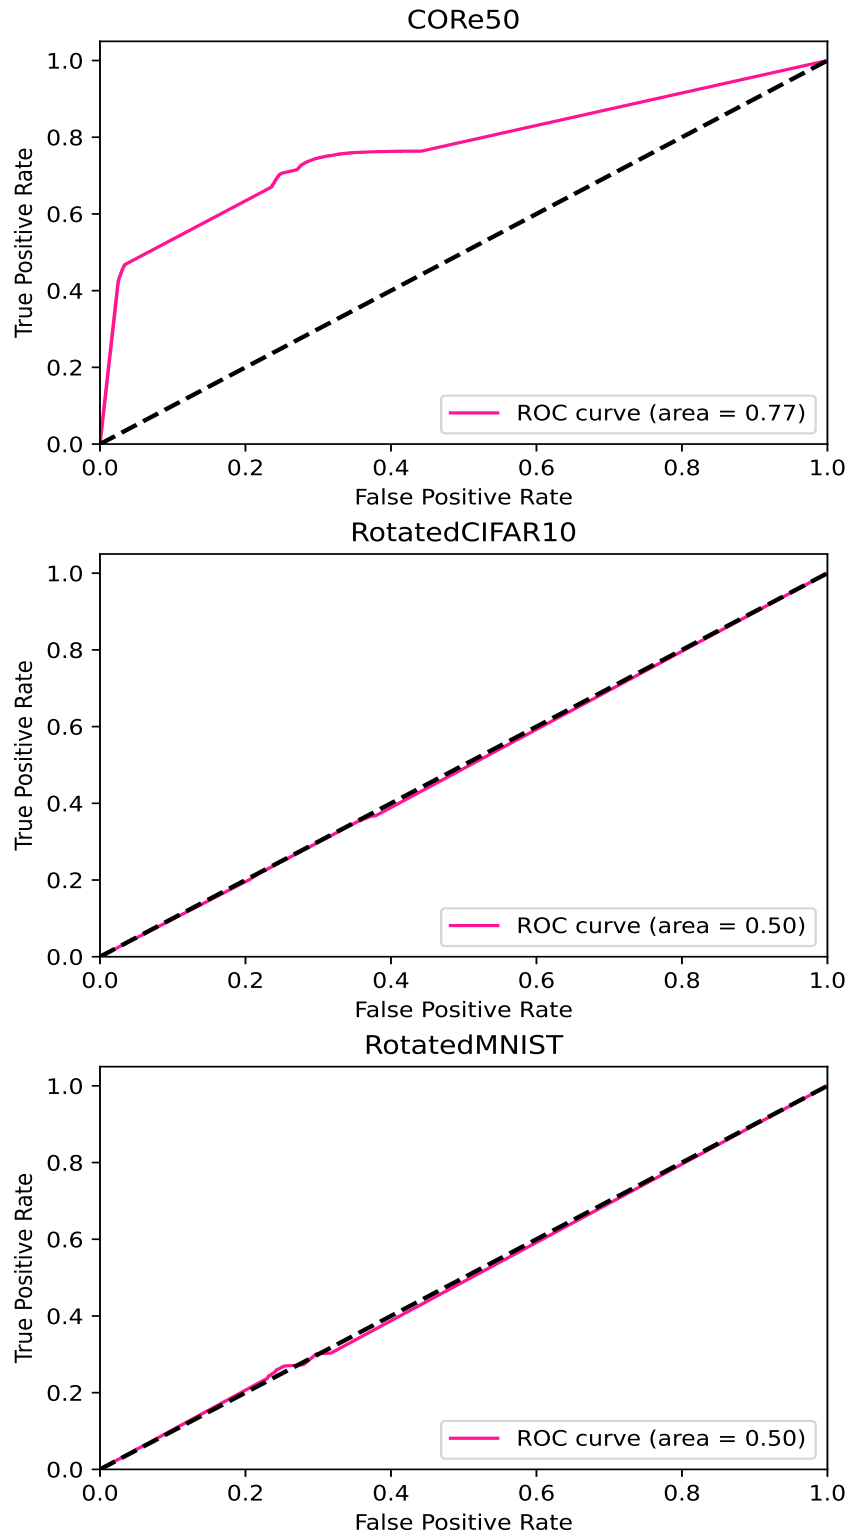 CORe50
1.0
0.8
0.6
0.4
0.2
0.0
True Positive Rate
ROC curve (area = 0.77)
0.0 0.2 0.4 0.6 0.8 1.0
False Positive Rate
RotatedCIFAR10
1.0
0.8
0.6
0.4
0.2
0.0
True Positive Rate
ROC curve (area = 0.50)
0.0 0.2 0.4 0.6 0.8 1.0
False Positive Rate
RotatedMNIST
1.0
0.8
0.6
0.4
0.2
0.0
True Positive Rate
ROC curve (area = 0.50)
0.0 0.2 0.4 0.6 0.8 1.0
False Positive Rate